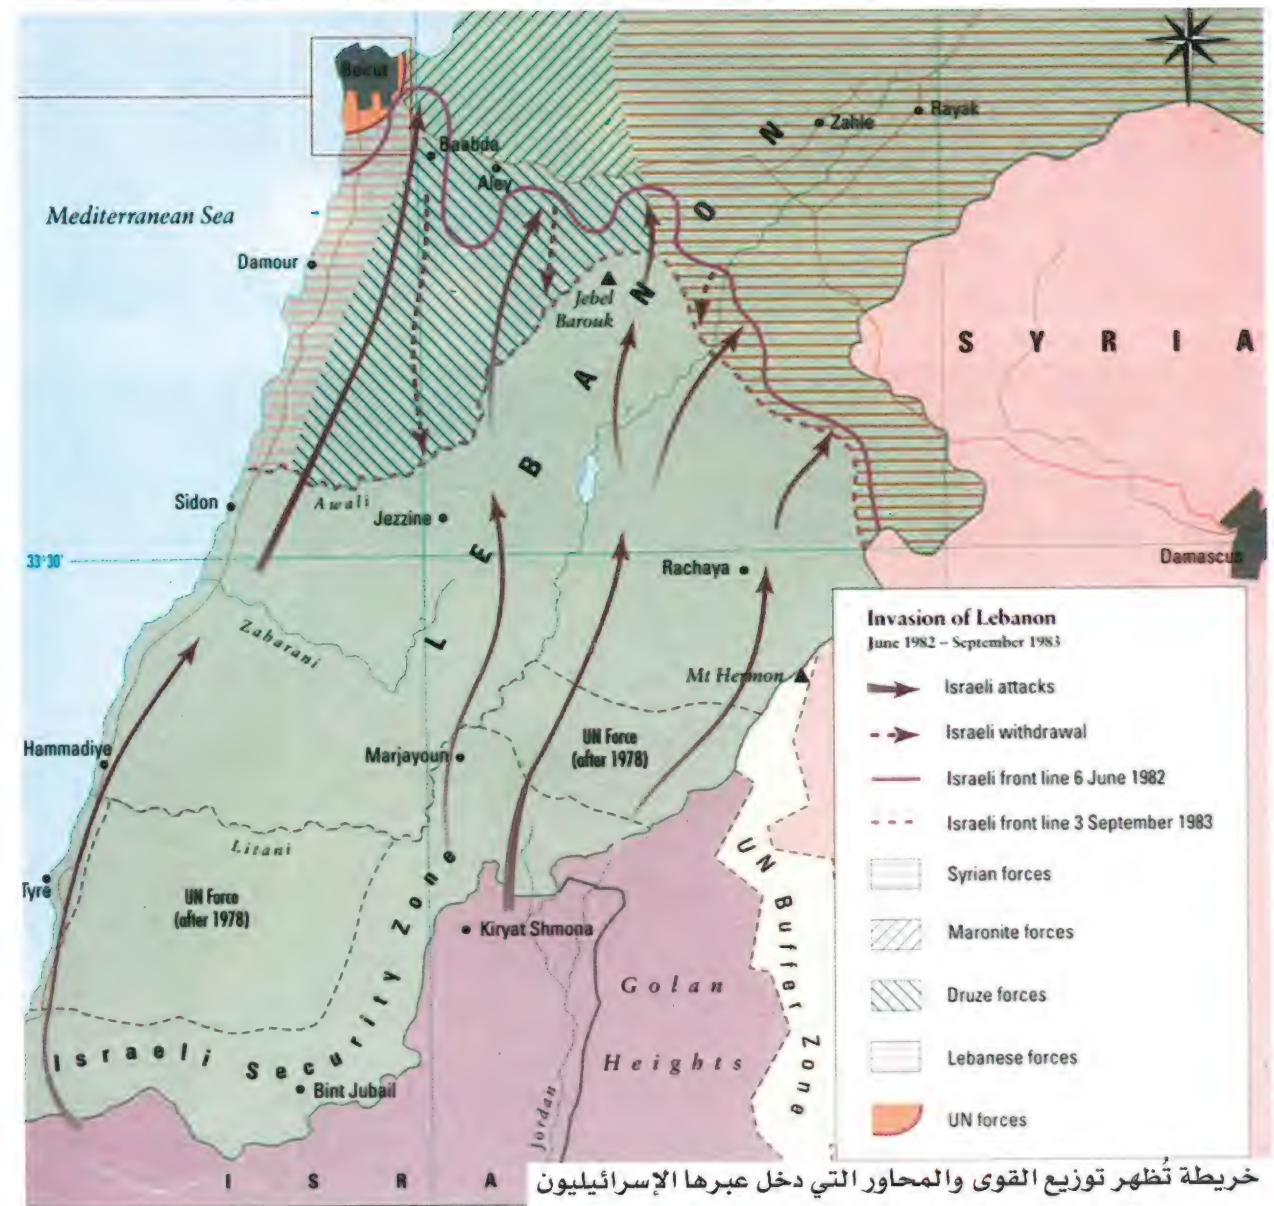 Beirut
Baabda
Aley
Zahle
Rayak
Mediterranean Sea
Damour
Jebel
Barouk
SYRIA
LEBANON
Sidon
Awali
Jezzine
33°30'
Rachaya
Damascus
Zaharani
Mt Hermon
Hammadiye
Marjayoun
UN Force
(after 1978)
Litani
Tyre
UN Force
(after 1978)
Kiryat Shmona
Golan
Heights
UN Buffer Zone
Israeli Security Zone
Bint Jubail
Jordan
I S R A
Invasion of Lebanon
June 1982 – September 1983
Israeli attacks
Israeli withdrawal
Israeli front line 6 June 1982
Israeli front line 3 September 1983
Syrian forces
Maronite forces
Druze forces
Lebanese forces
UN forces
خريطة تُظهر توزيع القوى والمحاور التي دخل عبرها الإسرائيليون